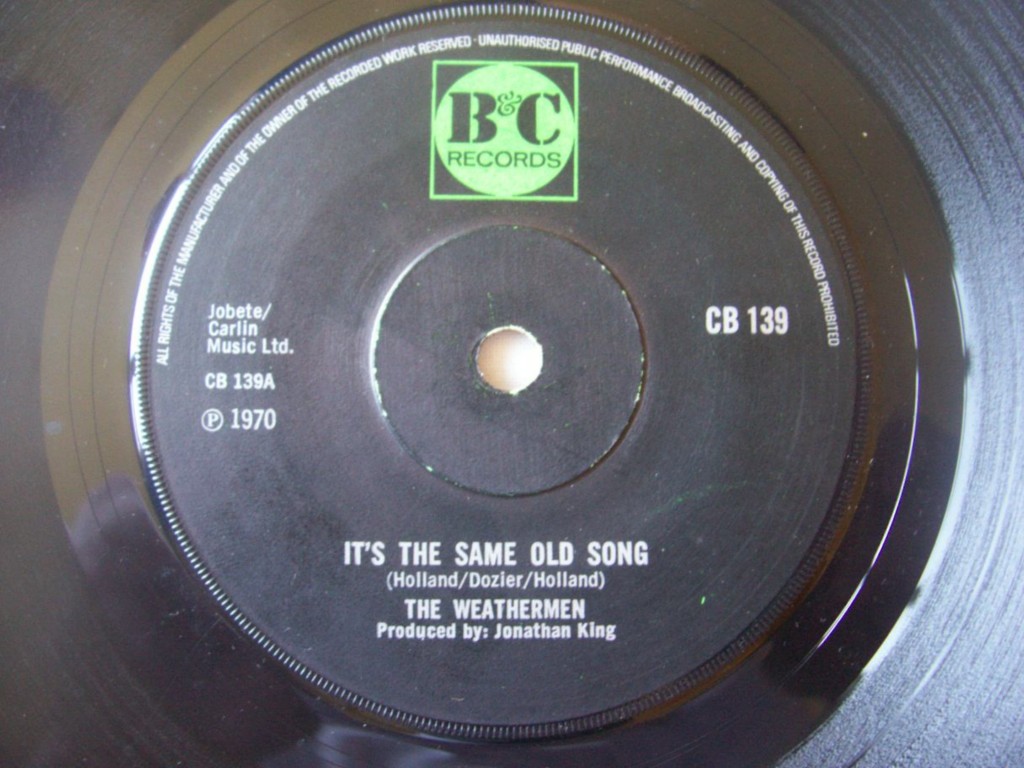 ALL RIGHTS OF THE MANUFACTURER AND OF THE OWNER OF THE RECORDED WORK RESERVED - UNAUTHORISED PUBLIC PERFORMANCE BROADCASTING AND COPYING OF THIS RECORD PROHIBITED
B&C
RECORDS
Jobete/
Carlin
Music Ltd.
CB 139A
Ⓟ 1970
CB 139
IT'S THE SAME OLD SONG
(Holland/Dozier/Holland)
THE WEATHERMEN
Produced by: Jonathan King